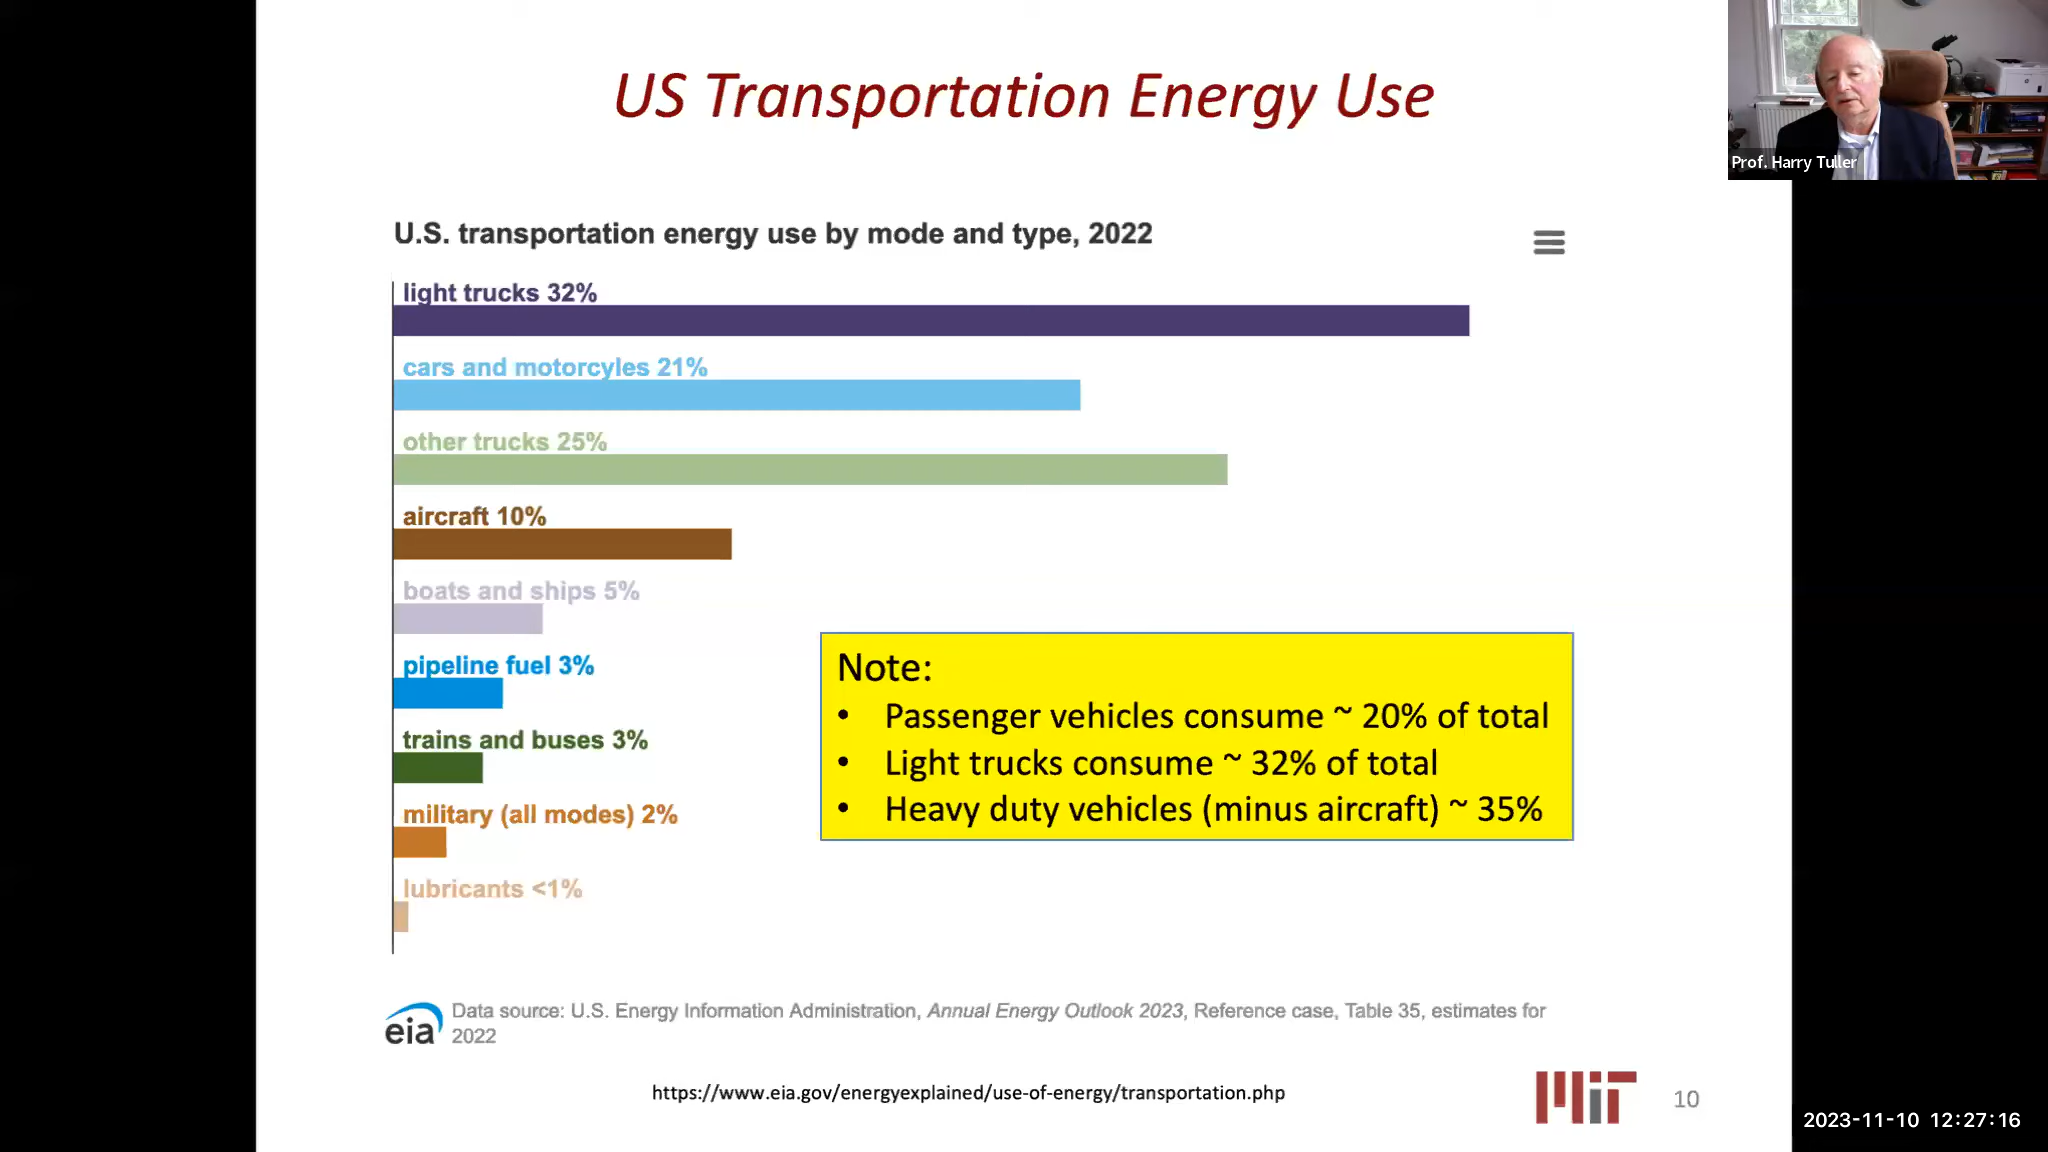 US Transportation Energy Use
Prof. Harry Tuller
U.S. transportation energy use by mode and type, 2022
light trucks 32%
cars and motorcyles 21%
other trucks 25%
aircraft 10%
boats and ships 5%
pipeline fuel 3%
trains and buses 3%
military (all modes) 2%
lubricants <1%
Note:
• Passenger vehicles consume ~ 20% of total
• Light trucks consume ~ 32% of total
• Heavy duty vehicles (minus aircraft) ~ 35%
eia
Data source: U.S. Energy Information Administration, Annual Energy Outlook 2023, Reference case, Table 35, estimates for
2022
https://www.eia.gov/energyexplained/use-of-energy/transportation.php
MIT
10
2023-11-10 12:27:16